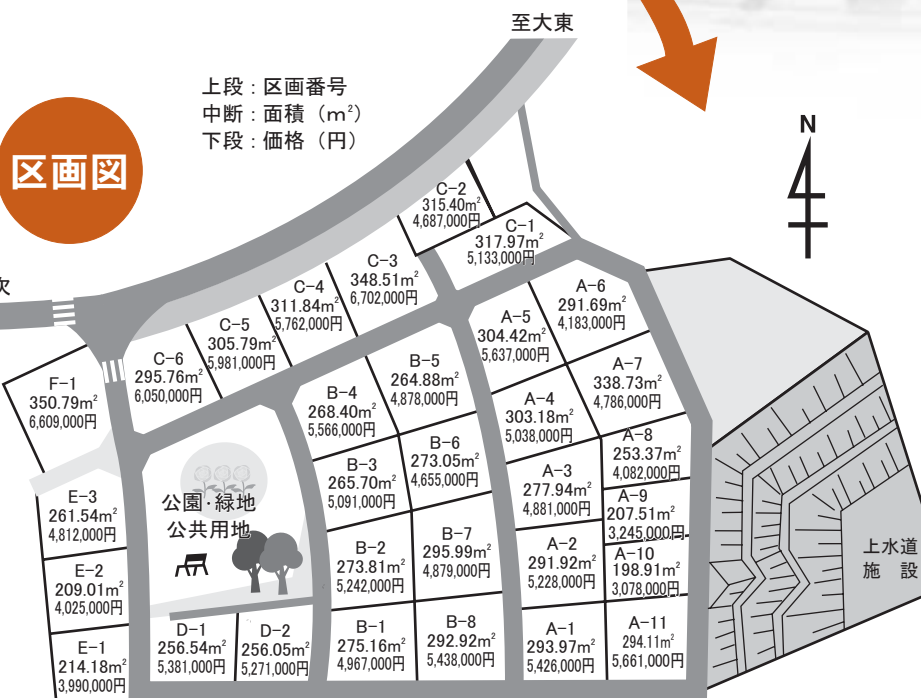 至大東
上段：区画番号
中断：面積（m²）
下段：価格（円）
区画図
N
次
C-2
315.40m²
4,687,000円
C-1
317.97m²
5,133,000円
C-3
348.51m²
6,702,000円
C-4
311.84m²
5,762,000円
C-5
305.79m²
5,981,000円
C-6
295.76m²
6,050,000円
A-6
291.69m²
4,183,000円
A-5
304.42m²
5,637,000円
A-7
338.73m²
4,786,000円
A-4
303.18m²
5,038,000円
A-8
253.37m²
4,082,000円
A-3
277.94m²
4,881,000円
A-9
207.51m²
3,245,000円
A-2
291.92m²
5,228,000円
A-10
198.91m²
3,078,000円
A-1
293.97m²
5,426,000円
A-11
294.11m²
5,661,000円
B-5
264.88m²
4,878,000円
B-4
268.40m²
5,566,000円
B-6
273.05m²
4,655,000円
B-3
265.70m²
5,091,000円
B-7
295.99m²
4,879,000円
B-2
273.81m²
5,242,000円
B-1
275.16m²
4,967,000円
B-8
292.92m²
5,438,000円
F-1
350.79m²
6,609,000円
E-3
261.54m²
4,812,000円
E-2
209.01m²
4,025,000円
E-1
214.18m²
3,990,000円
公園・緑地
公共用地
D-1
256.54m²
5,381,000円
D-2
256.05m²
5,271,000円
上水道
施　設